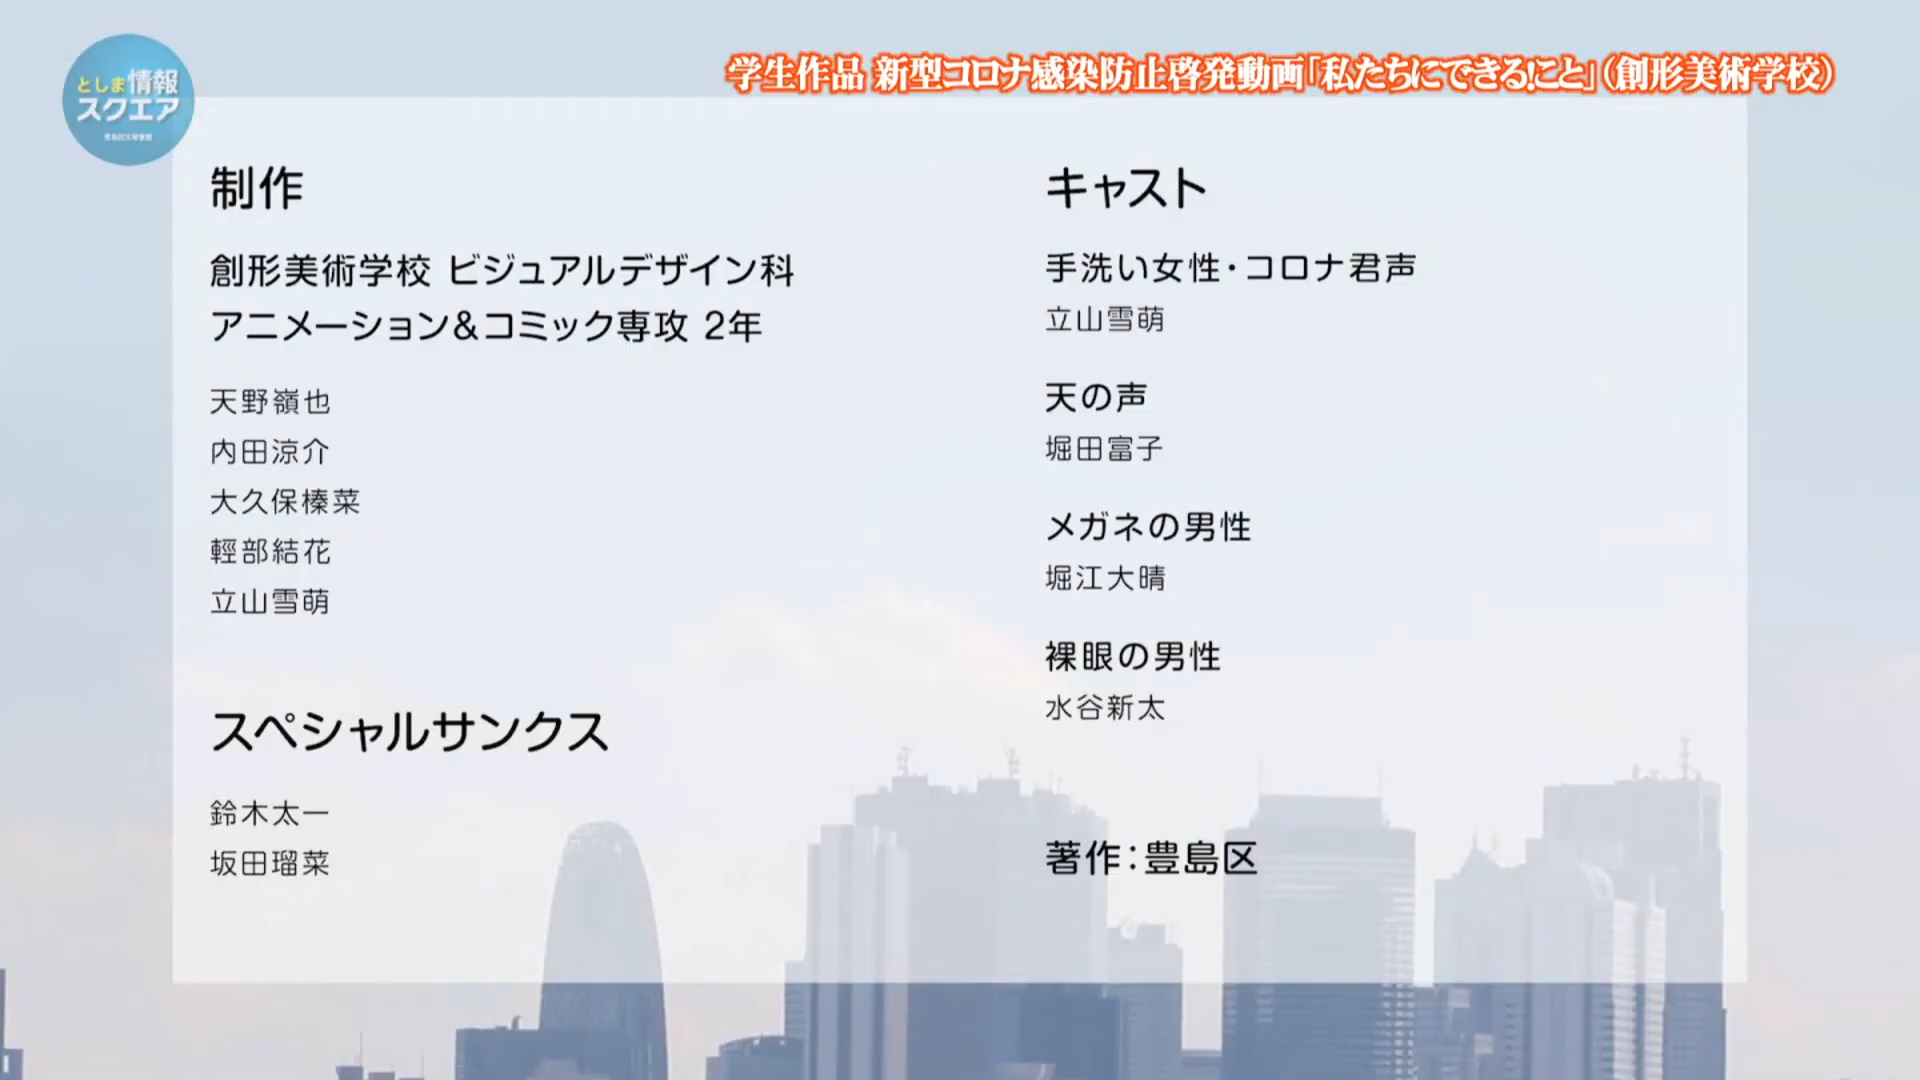 としま情報
スクエア
学生作品 新型コロナ感染防止啓発動画「私たちにできる!こと」（創形美術学校）
制作
創形美術学校 ビジュアルデザイン科
アニメーション&コミック専攻 2年
天野嶺也
内田涼介
大久保榛菜
輕部結花
立山雪萌
スペシャルサンクス
鈴木太一
坂田瑠菜
キャスト
手洗い女性・コロナ君声
立山雪萌
天の声
堀田富子
メガネの男性
堀江大晴
裸眼の男性
水谷新太
著作：豊島区